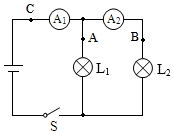 C A₁ A₂
A B
L₁ L₂
S